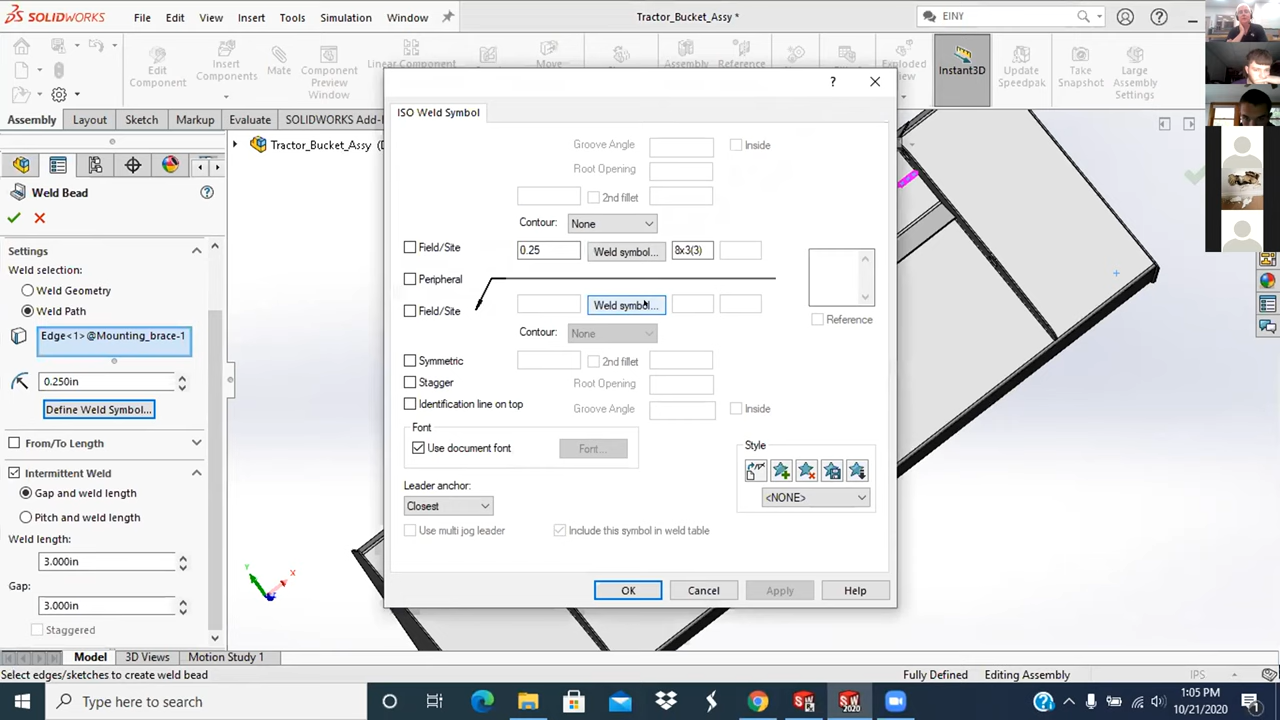 SOLIDWORKS File Edit View Insert Tools Simulation Window Tractor_Bucket_Assy * EINY
Edit Component
Insert Components
Mate
Component Preview Window
Linear Component
Move
Assembly
Reference
Exploded
Instant3D
Update Speedpak
Take Snapshot
Large Assembly Settings
Assembly Layout Sketch Markup Evaluate SOLIDWORKS Add-I
Tractor_Bucket_Assy (D
Weld Bead
Settings
Weld selection:
Weld Geometry
Weld Path
Edge<1>@Mounting_brace-1
0.250in
Define Weld Symbol...
From/To Length
Intermittent Weld
Gap and weld length
Pitch and weld length
Weld length:
3.000in
Gap:
3.000in
Staggered
ISO Weld Symbol
Groove Angle Inside
Root Opening
2nd fillet
Contour: None
Field/Site 0.25 Weld symbol... 8x3(3)
Peripheral
Field/Site Weld symbol...
Reference
Contour: None
Symmetric 2nd fillet
Stagger Root Opening
Identification line on top Groove Angle Inside
Font
Use document font Font...
Style
<NONE>
Leader anchor:
Closest
Use multi jog leader Include this symbol in weld table
OK Cancel Apply Help
Model 3D Views Motion Study 1
Select edges/sketches to create weld bead Fully Defined Editing Assembly IPS
Type here to search
SW 2020
1:05 PM
10/21/2020